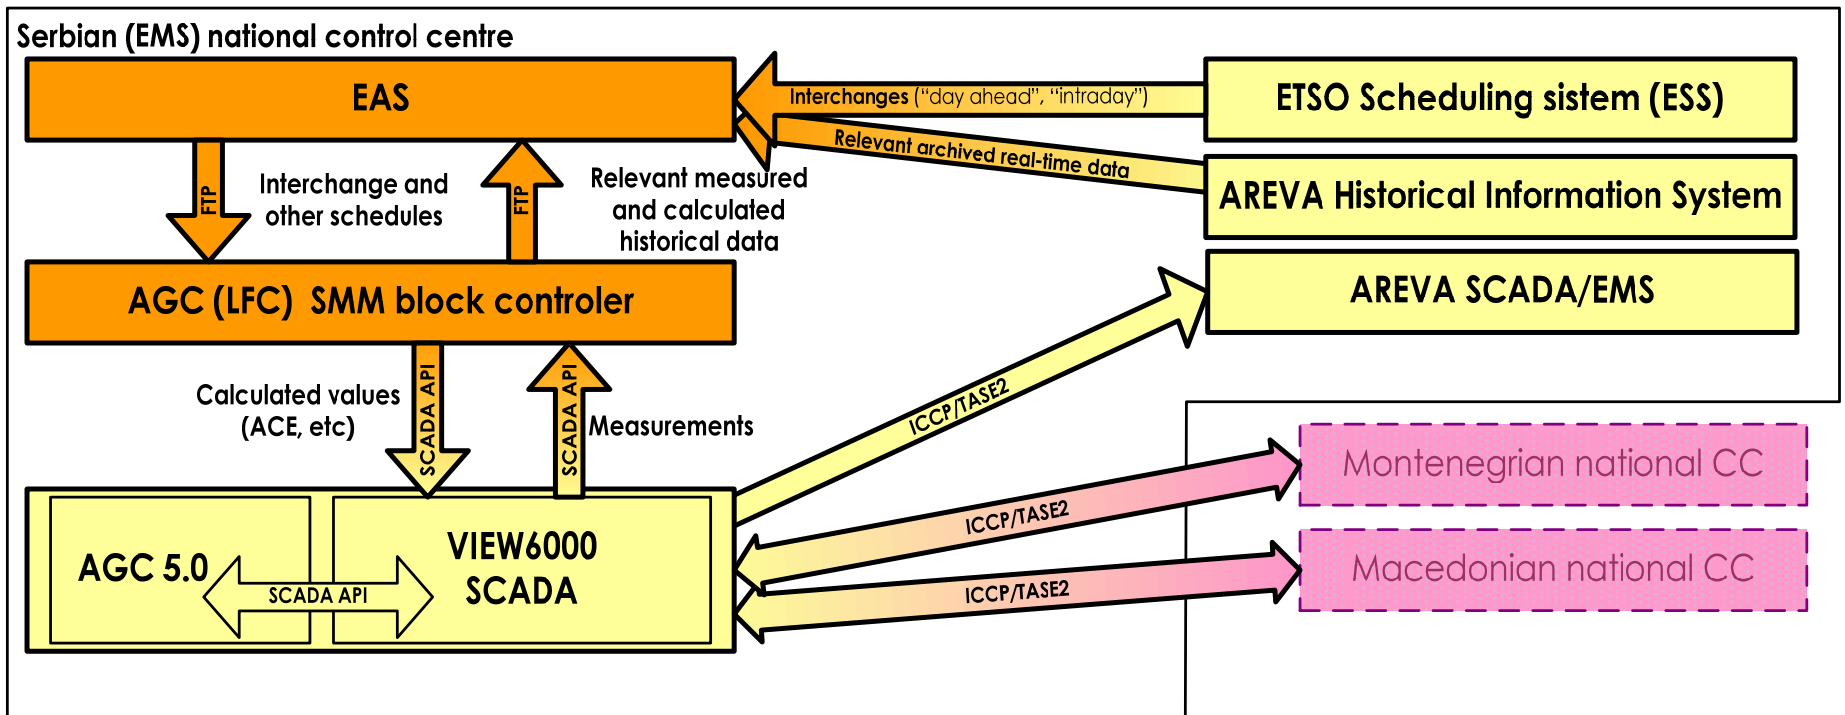 Serbian (EMS) national control centre
EAS
Interchanges (“day ahead”, “intraday”)
ETSO Scheduling sistem (ESS)
Relevant archived real-time data
AREVA Historical Information System
FTP
Interchange and
other schedules
FTP
Relevant measured
and calculated
historical data
AGC (LFC) SMM block controler
AREVA SCADA/EMS
Calculated values
(ACE, etc)
SCADA API
SCADA API
Measurements
ICCP/TASE2
Montenegrian national CC
ICCP/TASE2
AGC 5.0
SCADA API
VIEW6000
SCADA
Macedonian national CC
ICCP/TASE2